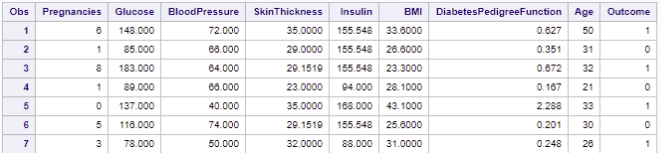 Obs Pregnancies Glucose BloodPressure SkinThickness Insulin BMI DiabetesPedigreeFunction Age Outcome
1 6 148.000 72.000 35.0000 155.548 33.6000 0.627 50 1
2 1 85.000 66.000 29.0000 155.548 26.6000 0.351 31 0
3 8 183.000 64.000 29.1519 155.548 23.3000 0.672 32 1
4 1 89.000 66.000 23.0000 94.000 28.1000 0.167 21 0
5 0 137.000 40.000 35.0000 168.000 43.1000 2.288 33 1
6 5 116.000 74.000 29.1519 155.548 25.6000 0.201 30 0
7 3 78.000 50.000 32.0000 88.000 31.0000 0.248 26 1